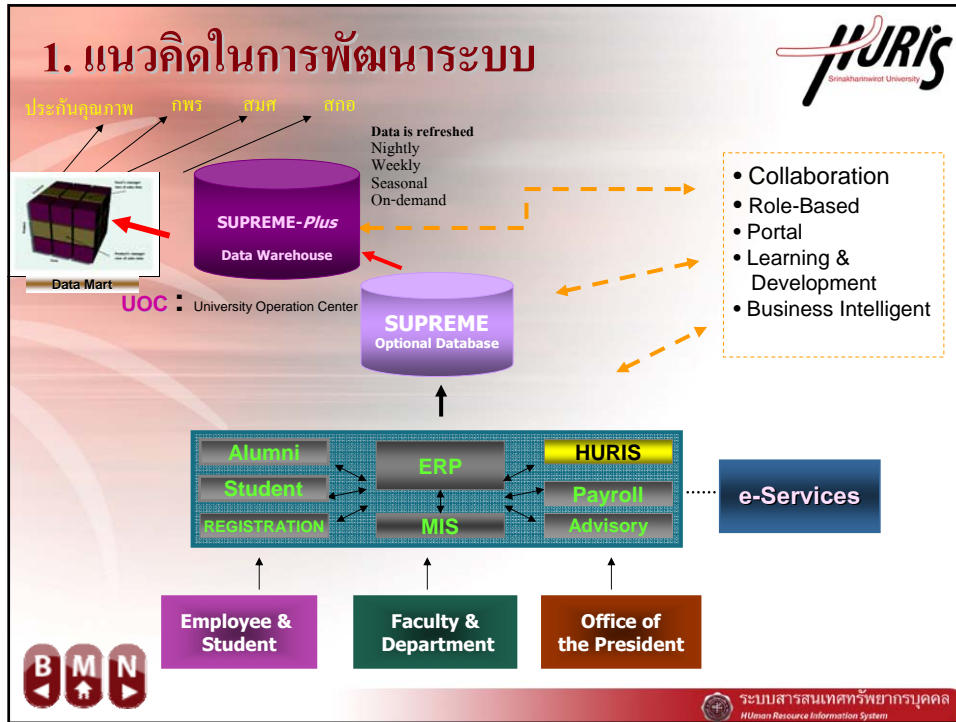 1. แนวคิดในการพัฒนาระบบ
HURiS
Srinakharinwirot University
ประกันคุณภาพ กพร สมศ สกอ
Data is refreshed
Nightly
Weekly
Seasonal
On-demand
SUPREME-Plus
Data Warehouse
Data Mart
UOC : University Operation Center
SUPREME
Optional Database
• Collaboration
• Role-Based
• Portal
• Learning &
Development
• Business Intelligent
Alumni
ERP
HURIS
Student
Payroll
REGISTRATION
MIS
Advisory
e-Services
Employee &
Student
Faculty &
Department
Office of
the President
B M N
ระบบสารสนเทศทรัพยากรบุคคล
HUman Resource Information System